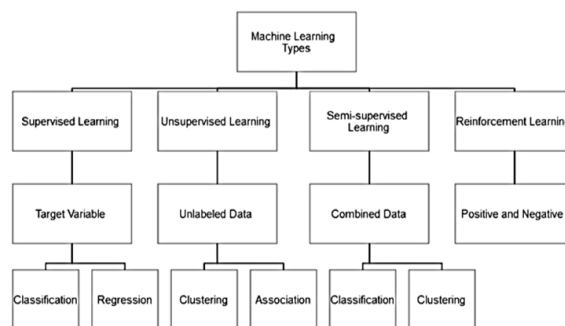 Machine Learning
Types
Supervised Learning
Unsupervised Learning
Semi-supervised
Learning
Reinforcement Learning
Target Variable
Unlabeled Data
Combined Data
Positive and Negative
Classification
Regression
Clustering
Association
Classification
Clustering